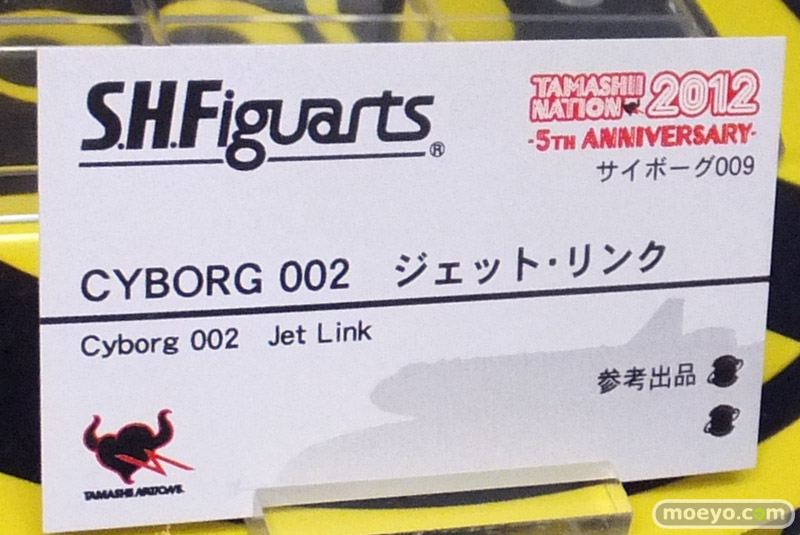 S.H.Figuarts®
TAMASHII
NATION 2012
-5TH ANNIVERSARY-
サイボーグ009
CYBORG 002 ジェット・リンク
Cyborg 002 Jet Link
参考出品
TAMASHII NATIONS
moeyo.com